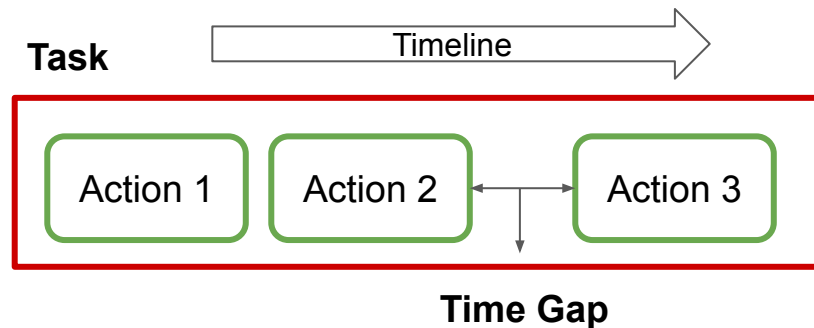 Timeline
Task
Action 1
Action 2
Action 3
Time Gap